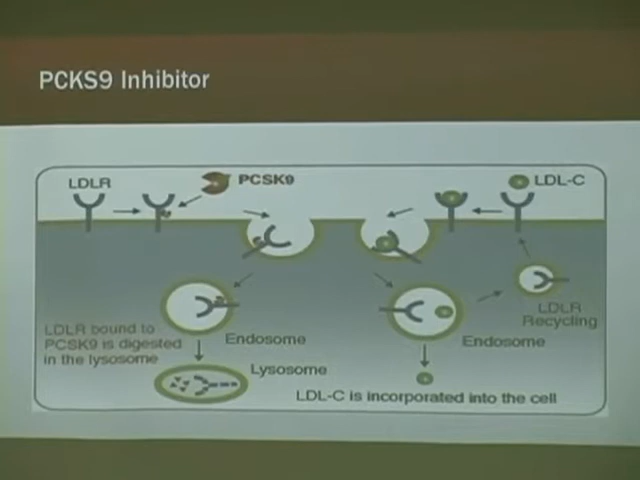 PCKS9 Inhibitor
LDLR
PCSK9
LDL-C
LDLR bound to
PCSK9 is digested
in the lysosome
Endosome
Lysosome
Endosome
LDLR
Recycling
LDL-C is incorporated into the cell